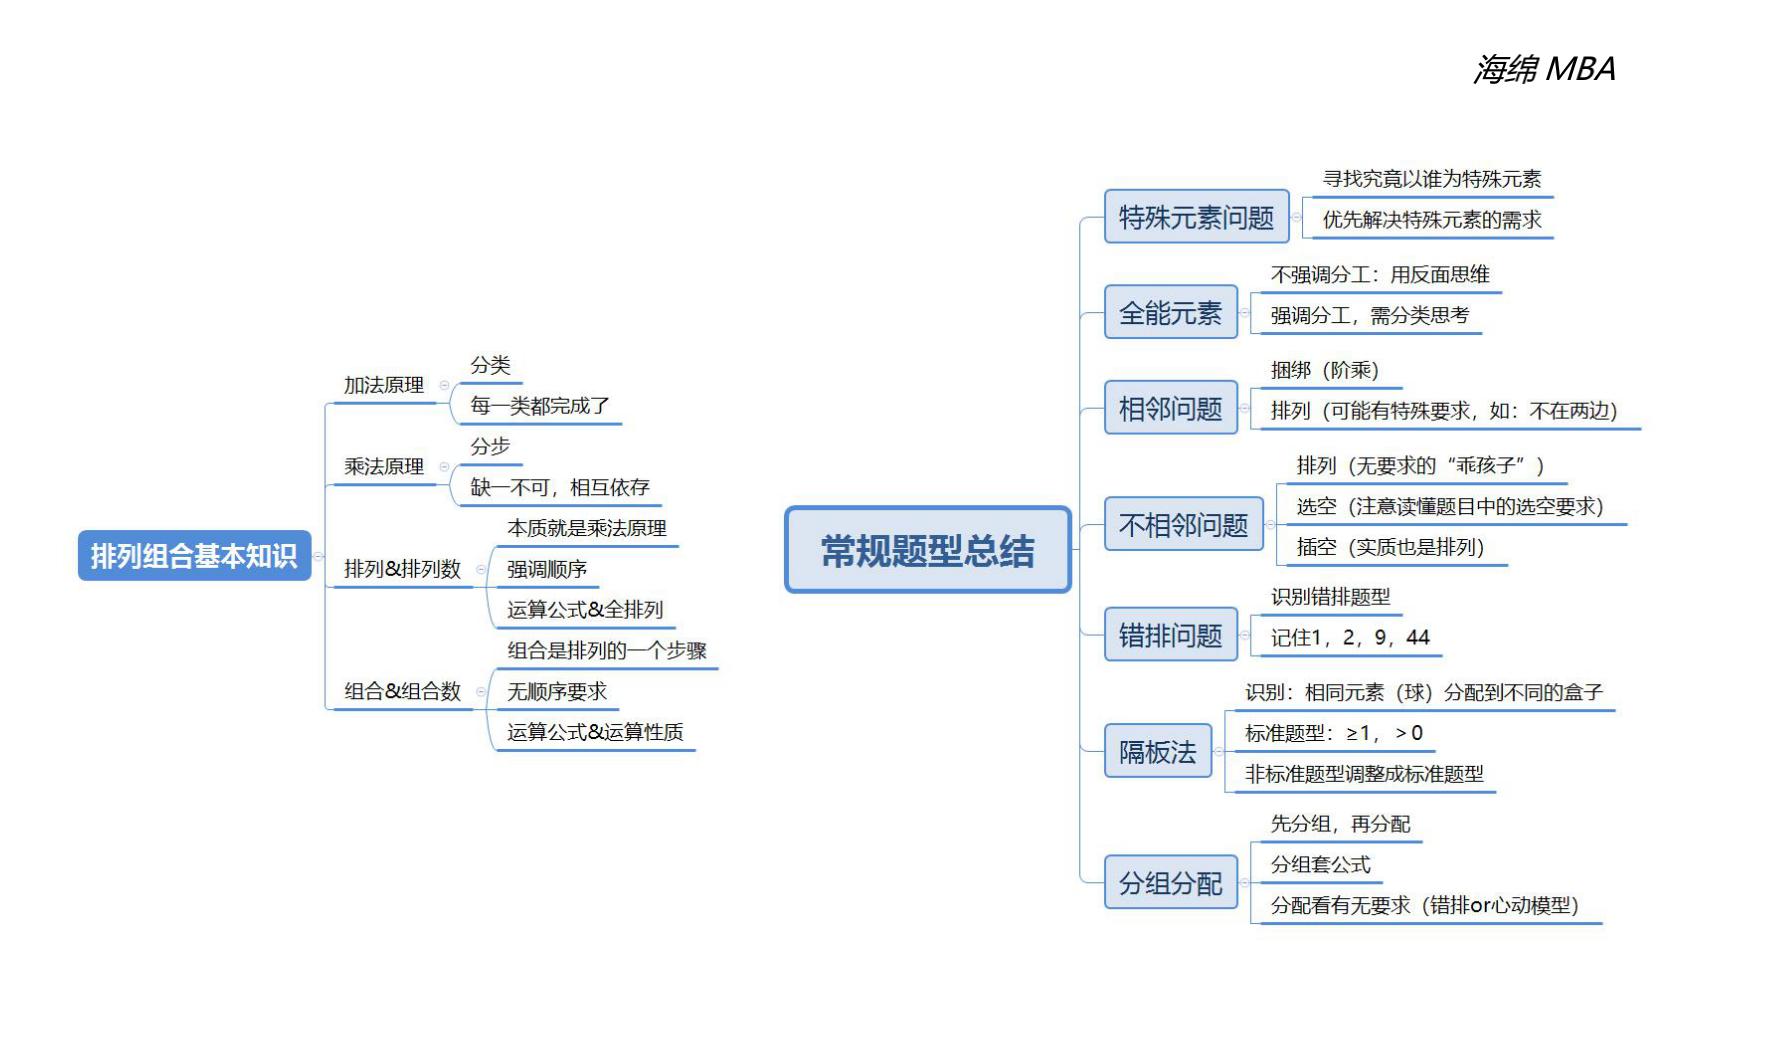 海绵 MBA
排列组合基本知识
加法原理
分类
每一类都完成了
乘法原理
分步
缺一不可，相互依存
排列&排列数
本质就是乘法原理
强调顺序
运算公式&全排列
组合&组合数
组合是排列的一个步骤
无顺序要求
运算公式&运算性质
常规题型总结
特殊元素问题
寻找究竟以谁为特殊元素
优先解决特殊元素的需求
全能元素
不强调分工：用反面思维
强调分工，需分类思考
相邻问题
捆绑（阶乘）
排列（可能有特殊要求，如：不在两边）
不相邻问题
排列（无要求的“乖孩子”）
选空（注意读懂题目中的选空要求）
插空（实质也是排列）
错排问题
识别错排题型
记住1，2，9，44
隔板法
识别：相同元素（球）分配到不同的盒子
标准题型：≥1，＞0
非标准题型调整成标准题型
分组分配
先分组，再分配
分组套公式
分配看有无要求（错排or心动模型）